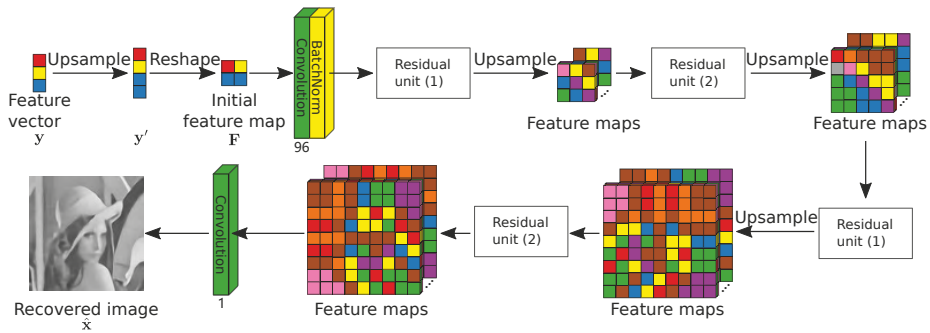 Feature
vector
y
Upsample
y′
Reshape
Initial
feature map
F
Convolution
BatchNorm
96
Residual
unit (1)
Upsample
Feature maps
Residual
unit (2)
Upsample
Feature maps
Residual
unit (1)
Upsample
Feature maps
Residual
unit (2)
Feature maps
Convolution
1
Recovered image
x̂